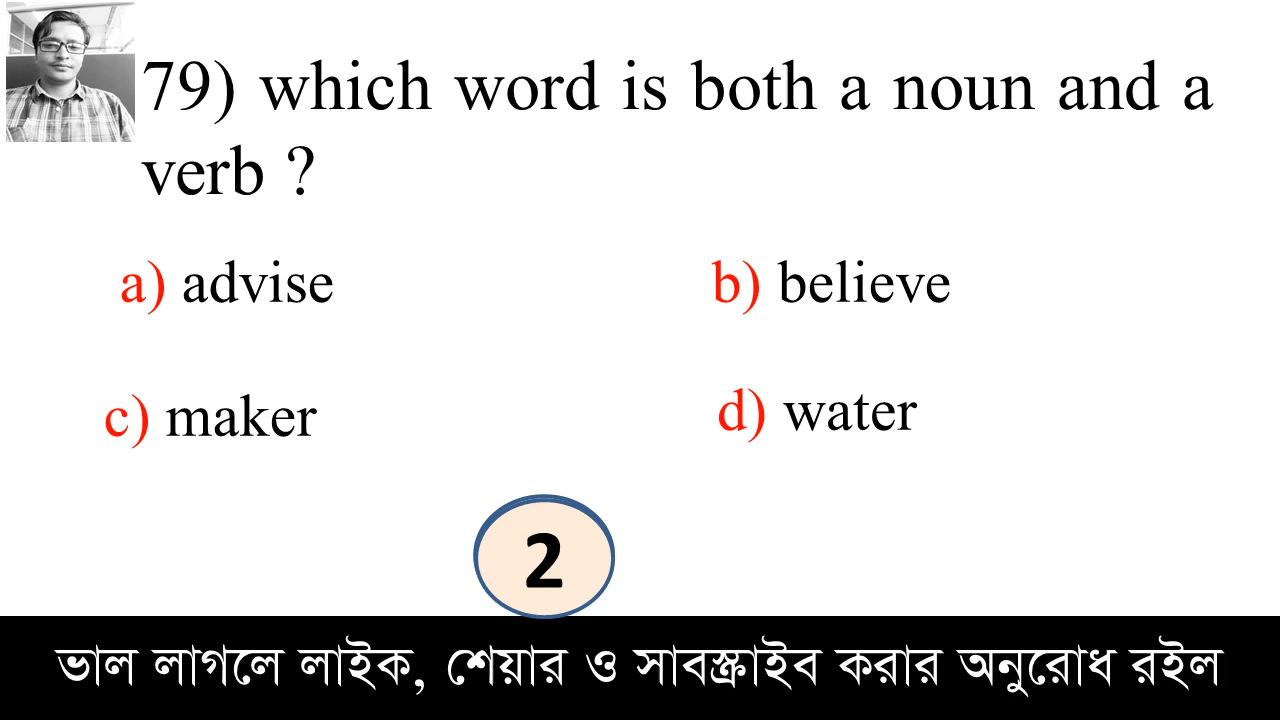 79) which word is both a noun and a
verb ?
a) advise
b) believe
c) maker
d) water
2
ভাল লাগলে লাইক, শেয়ার ও সাবস্ক্রাইব করার অনুরোধ রইল